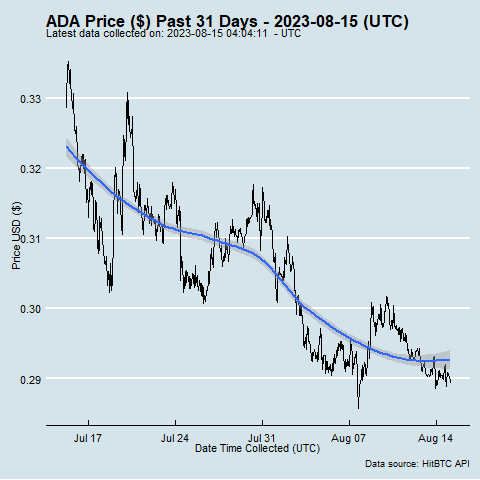 ADA Price ($) Past 31 Days - 2023-08-15 (UTC)
Latest data collected on: 2023-08-15 04:04:11 - UTC
Price USD ($)
0.33
0.32
0.31
0.30
0.29
Jul 17 Jul 24 Jul 31 Aug 07 Aug 14
Date Time Collected (UTC)
Data source: HitBTC API